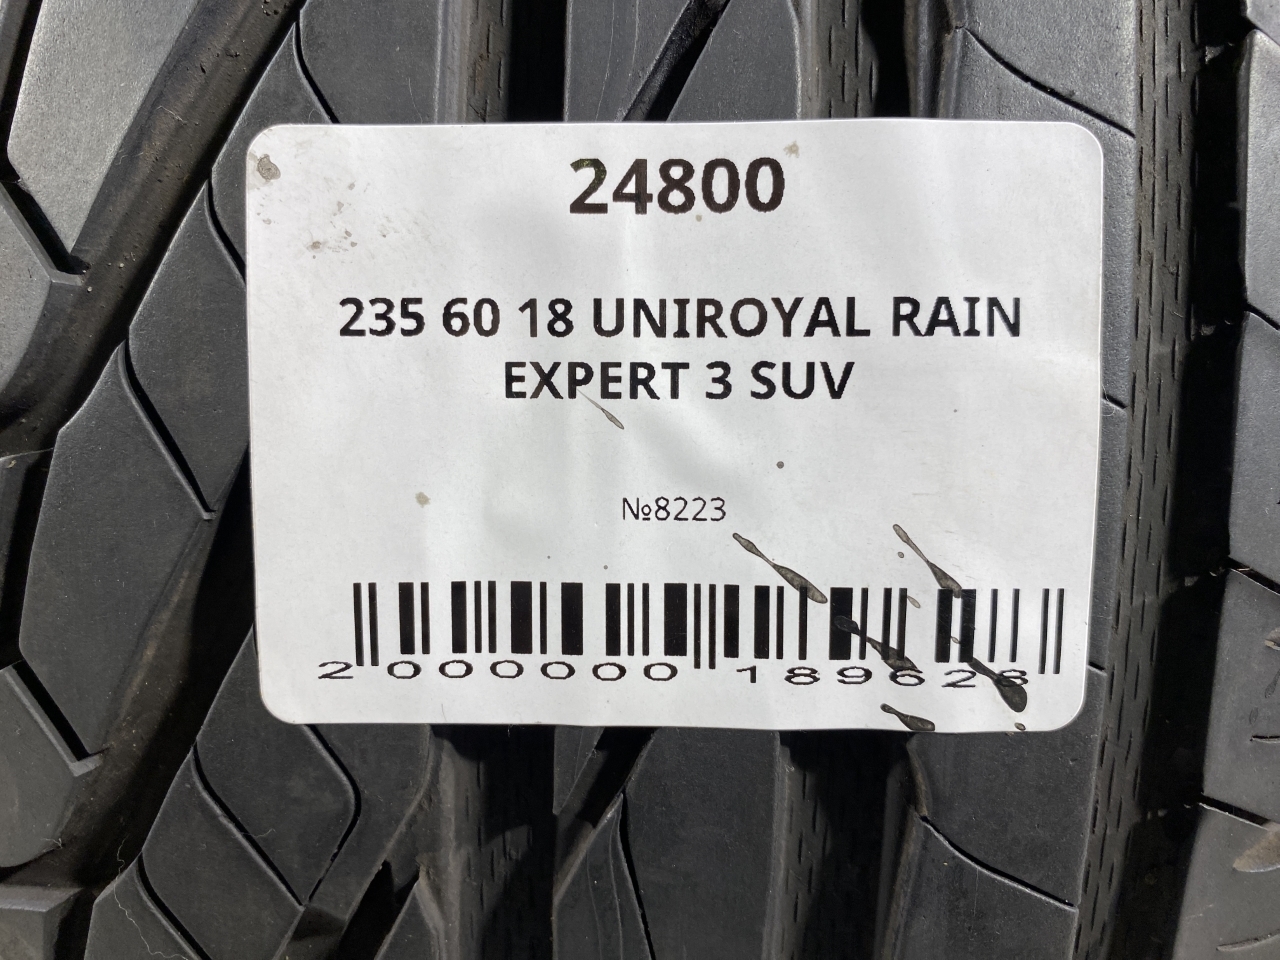 24800
235 60 18 UNIROYAL RAIN
EXPERT 3 SUV
№8223
2 000000 189628